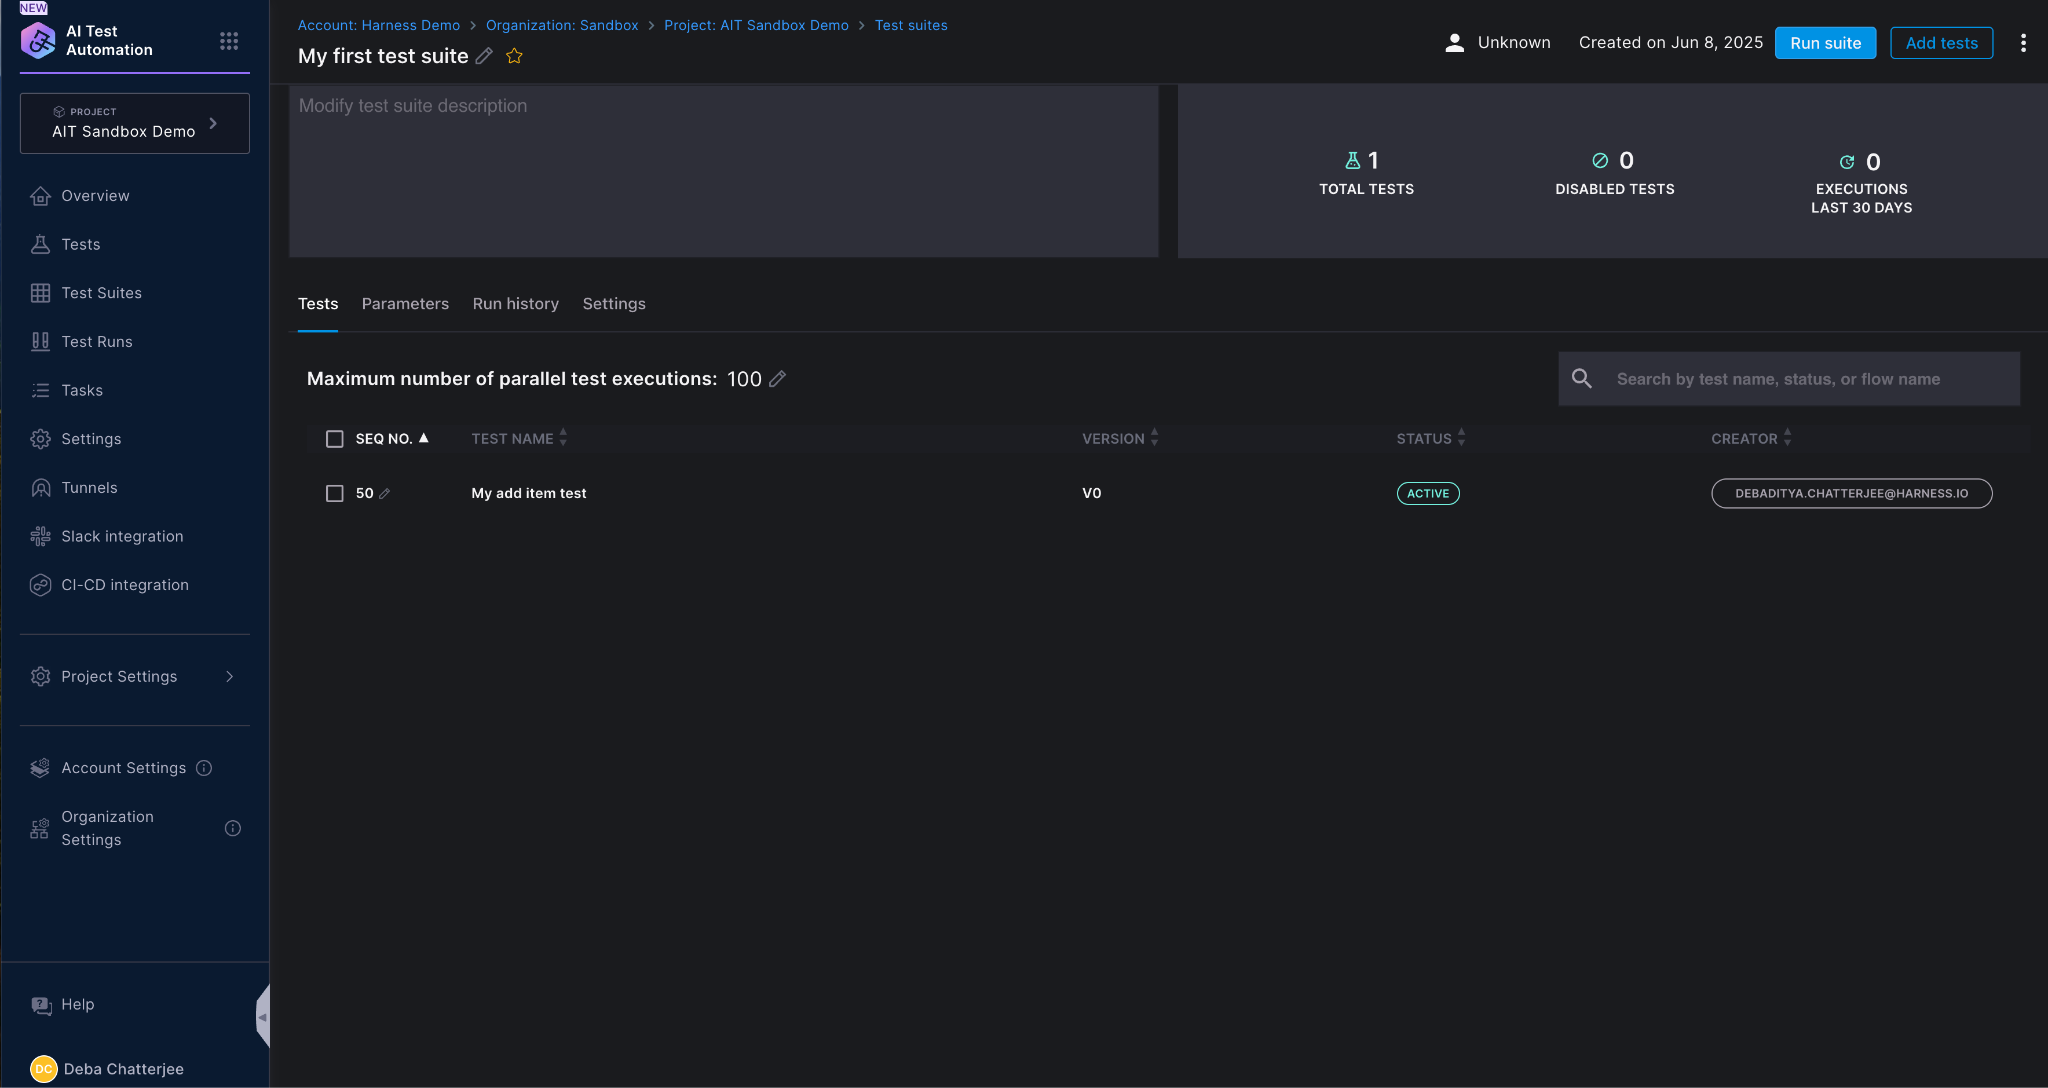 NEW
AI Test
Automation
PROJECT
AIT Sandbox Demo
Overview
Tests
Test Suites
Test Runs
Tasks
Settings
Tunnels
Slack integration
CI-CD integration
Project Settings
Account Settings
Organization
Settings
Help
DC Deba Chatterjee
Account: Harness Demo > Organization: Sandbox > Project: AIT Sandbox Demo > Test suites
My first test suite
Unknown Created on Jun 8, 2025 Run suite Add tests
Modify test suite description
1
TOTAL TESTS
0
DISABLED TESTS
0
EXECUTIONS
LAST 30 DAYS
Tests Parameters Run history Settings
Maximum number of parallel test executions: 100
Search by test name, status, or flow name
SEQ NO. TEST NAME VERSION STATUS CREATOR
50 My add item test V0 ACTIVE DEBADITYA.CHATTERJEE@HARNESS.IO